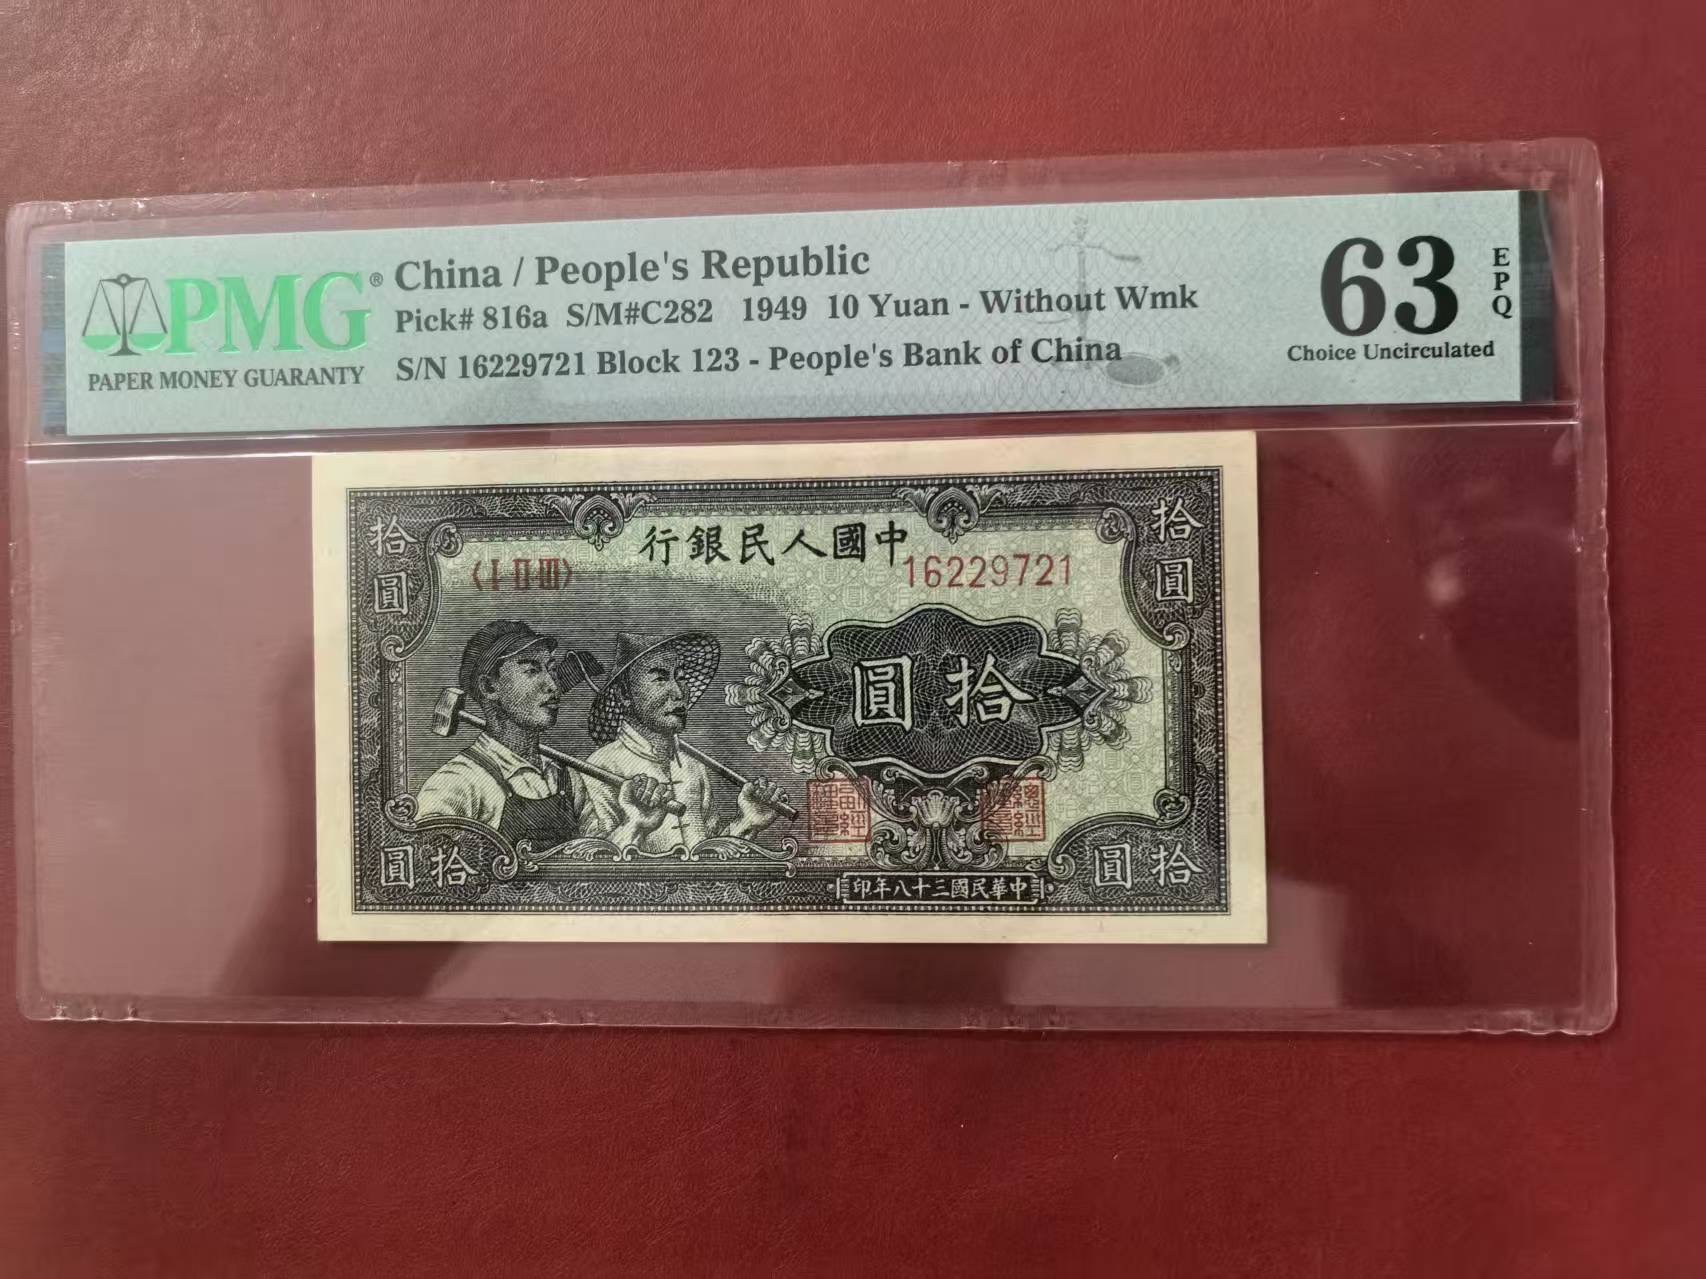 PMG®
PAPER MONEY GUARANTY
China / People's Republic
Pick# 816a S/M#C282 1949 10 Yuan - Without Wmk
S/N 16229721 Block 123 - People's Bank of China
63
EPQ
Choice Uncirculated
拾圓
行銀民人國中
拾圓
〈ⅠⅡⅢ〉
16229721
圓拾
圓拾
圓拾
印年八十三國民華中